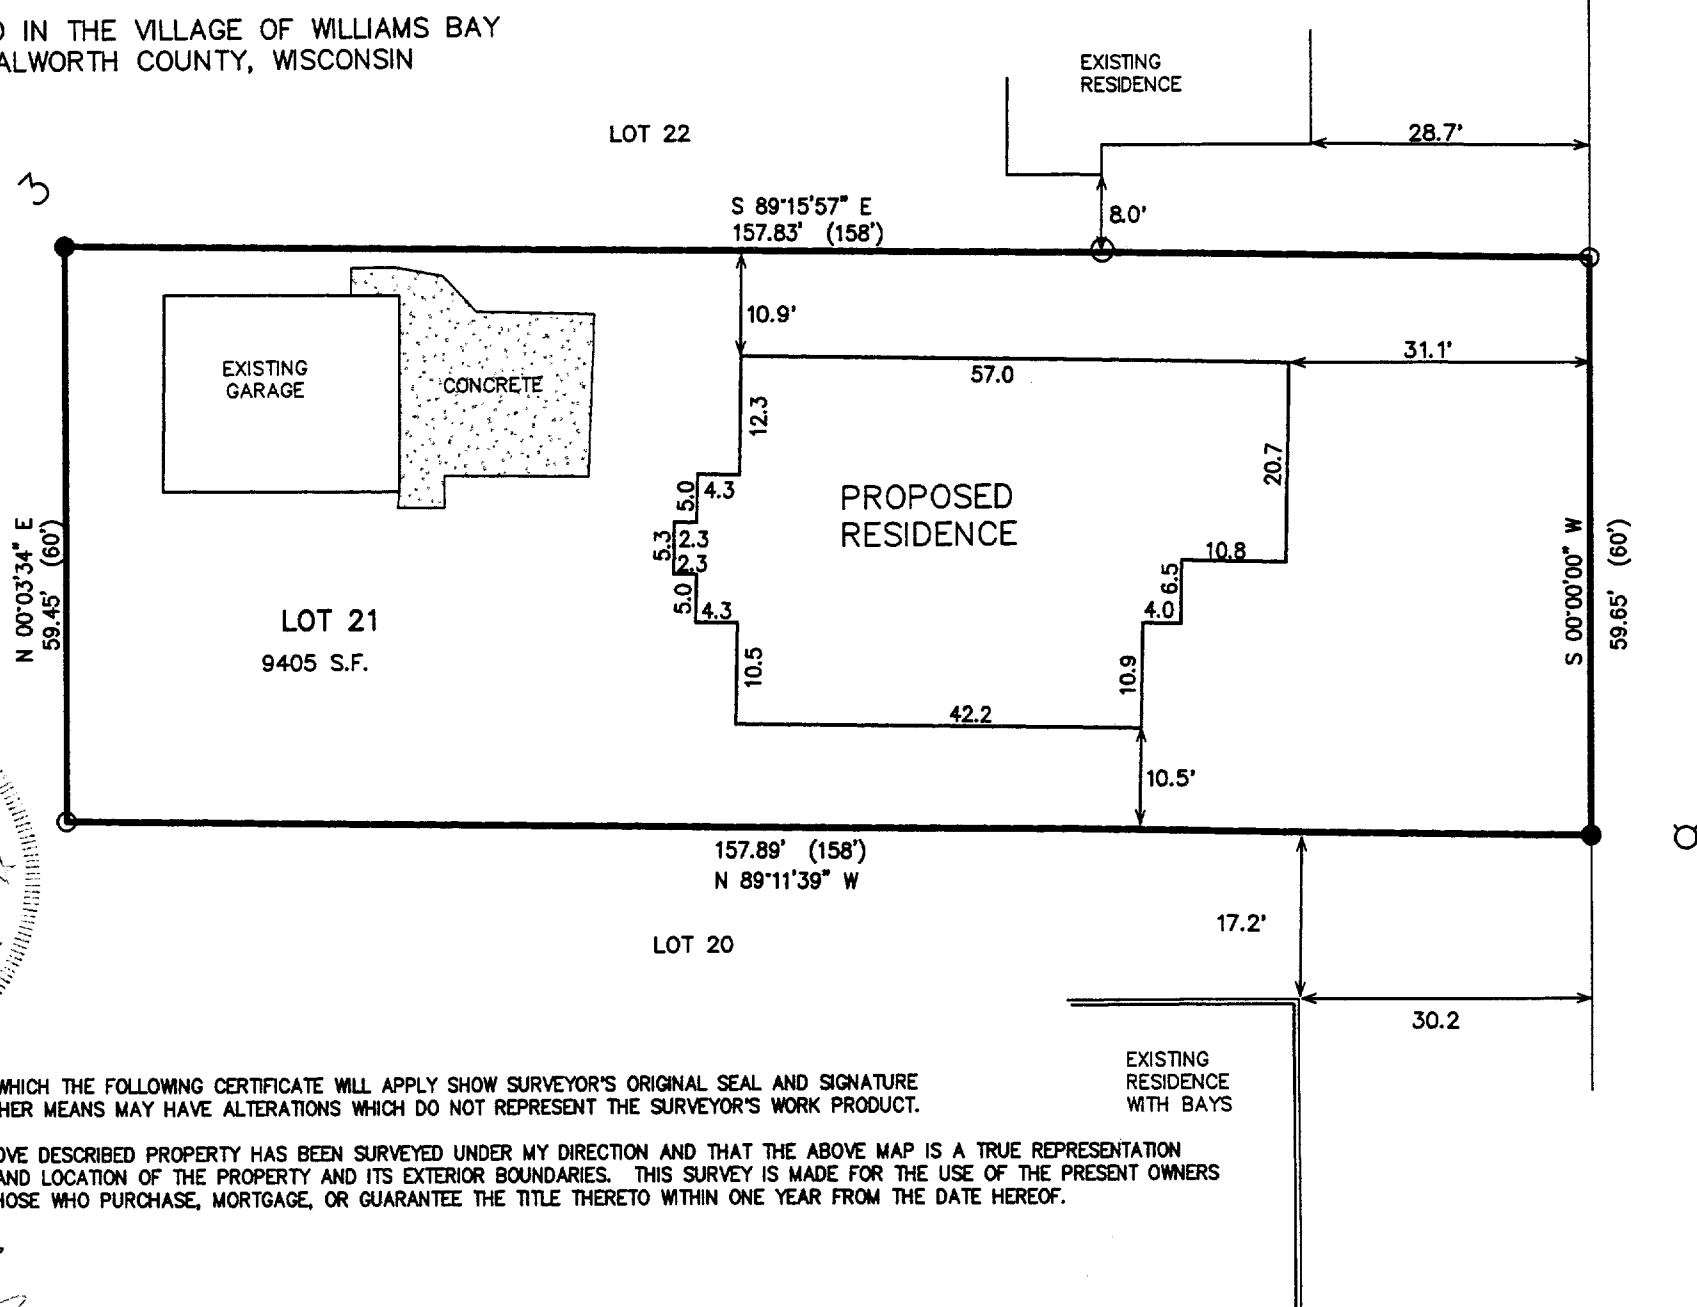 IN THE VILLAGE OF WILLIAMS BAY
ALWORTH COUNTY, WISCONSIN
EXISTING
RESIDENCE
LOT 22
28.7'
8.0'
S 89°15'57" E
157.83' (158')
10.9'
31.1'
57.0
EXISTING
GARAGE
CONCRETE
12.3
20.7
PROPOSED
RESIDENCE
5.0
4.3
5.3
2.3
2.3
5.0
4.3
10.8
6.5
4.0
N 00°03'34" E
59.45' (60')
S 00°00'00" W
59.65' (60')
LOT 21
9405 S.F.
10.5
10.9
42.2
10.5'
157.89' (158')
N 89°11'39" W
17.2'
LOT 20
30.2
EXISTING
RESIDENCE
WITH BAYS
WHICH THE FOLLOWING CERTIFICATE WILL APPLY SHOW SURVEYOR'S ORIGINAL SEAL AND SIGNATURE
HER MEANS MAY HAVE ALTERATIONS WHICH DO NOT REPRESENT THE SURVEYOR'S WORK PRODUCT.
OVE DESCRIBED PROPERTY HAS BEEN SURVEYED UNDER MY DIRECTION AND THAT THE ABOVE MAP IS A TRUE REPRESENTATION
AND LOCATION OF THE PROPERTY AND ITS EXTERIOR BOUNDARIES. THIS SURVEY IS MADE FOR THE USE OF THE PRESENT OWNERS
HOSE WHO PURCHASE, MORTGAGE, OR GUARANTEE THE TITLE THERETO WITHIN ONE YEAR FROM THE DATE HEREOF.